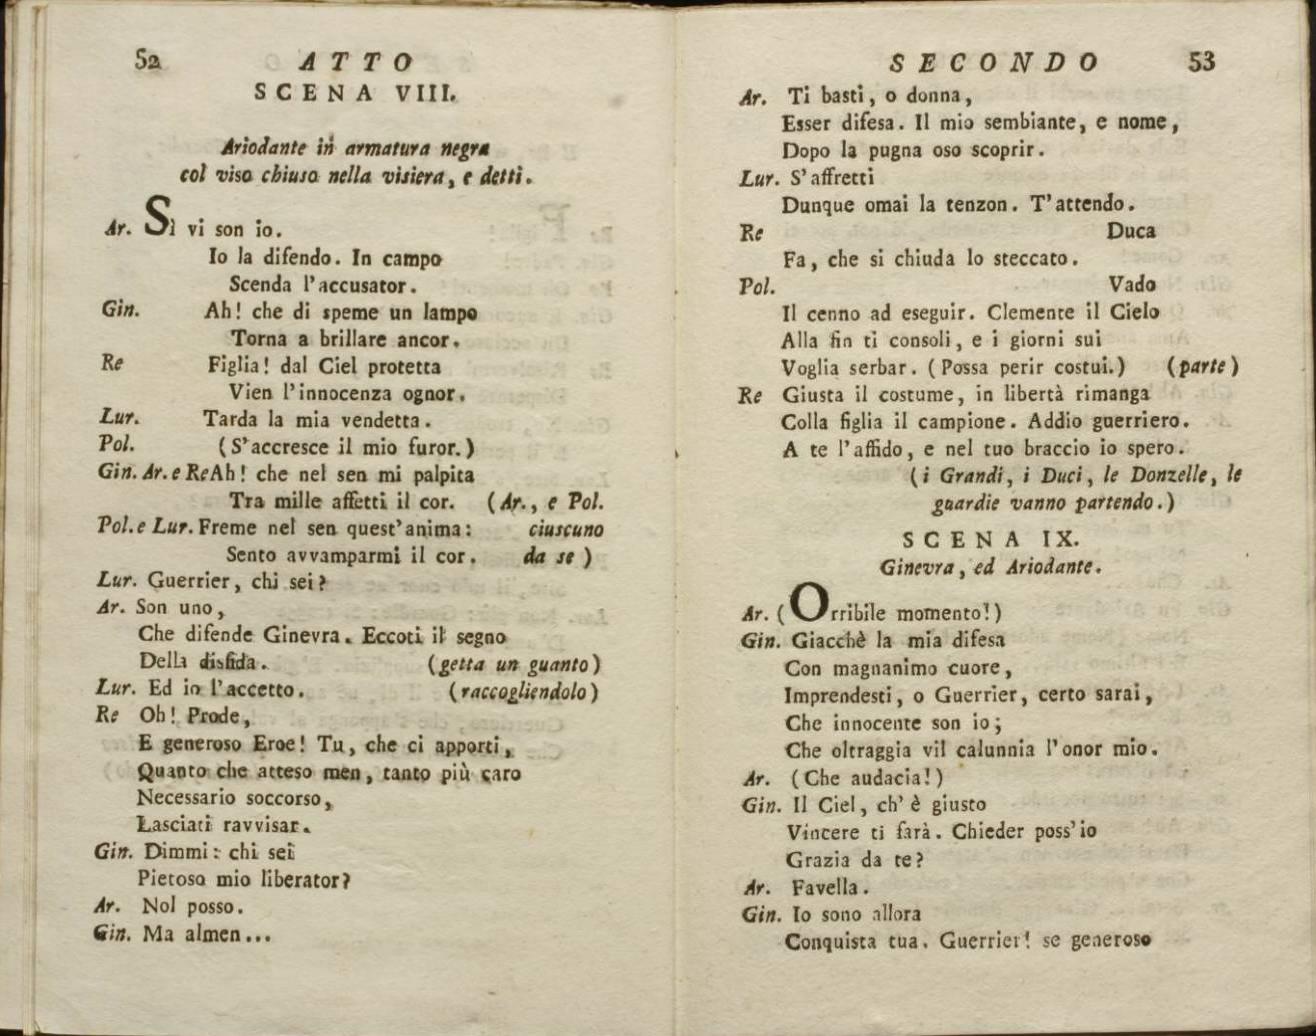 52 ATTO
SCENA VIII.
Ariodante in armatura negra
col viso chiuso nella visiera, e detti.
Ar. Sì vi son io.
Io la difendo. In campo
Scenda l'accusator.
Gin. Ah! che di speme un lampo
Torna a brillare ancor.
Re Figlia! dal Ciel protetta
Vien l'innocenza ognor.
Lur. Tarda la mia vendetta.
Pol. (S'accresce il mio furor.)
Gin. Ar. e Re Ah! che nel sen mi palpita
Tra mille affetti il cor. (Ar., e Pol.
Pol. e Lur. Freme nel sen quest'anima: ciuscuno
Sento avvamparmi il cor. da se )
Lur. Guerrier, chi sei?
Ar. Son uno,
Che difende Ginevra. Eccoti il segno
Della disfida. (getta un guanto)
Lur. Ed io l'accetto. (raccogliendolo)
Re Oh! Prode,
E generoso Eroe! Tu, che ci apporti,
Quanto che atteso men, tanto più caro
Necessario soccorso,
Lasciati ravvisar.
Gin. Dimmi: chi sei
Pietoso mio liberator?
Ar. Nol posso.
Gin. Ma almen...
SECONDO 53
Ar. Ti basti, o donna,
Esser difesa. Il mio sembiante, e nome,
Dopo la pugna oso scoprir.
Lur. S'affretti
Dunque omai la tenzon. T'attendo.
Re Duca
Fa, che si chiuda lo steccato.
Pol. Vado
Il cenno ad eseguir. Clemente il Cielo
Alla fin ti consoli, e i giorni sui
Voglia serbar. (Possa perir costui.) (parte)
Re Giusta il costume, in libertà rimanga
Colla figlia il campione. Addio guerriero.
A te l'affido, e nel tuo braccio io spero.
(i Grandi, i Duci, le Donzelle, le
guardie vanno partendo.)
SCENA IX.
Ginevra, ed Ariodante.
Ar. (Orribile momento!)
Gin. Giacchè la mia difesa
Con magnanimo cuore,
Imprendesti, o Guerrier, certo sarai,
Che innocente son io;
Che oltraggia vil calunnia l'onor mio.
Ar. (Che audacia!)
Gin. Il Ciel, ch' è giusto
Vincere ti farà. Chieder poss'io
Grazia da te?
Ar. Favella.
Gin. Io sono allora
Conquista tua. Guerrier! se generoso